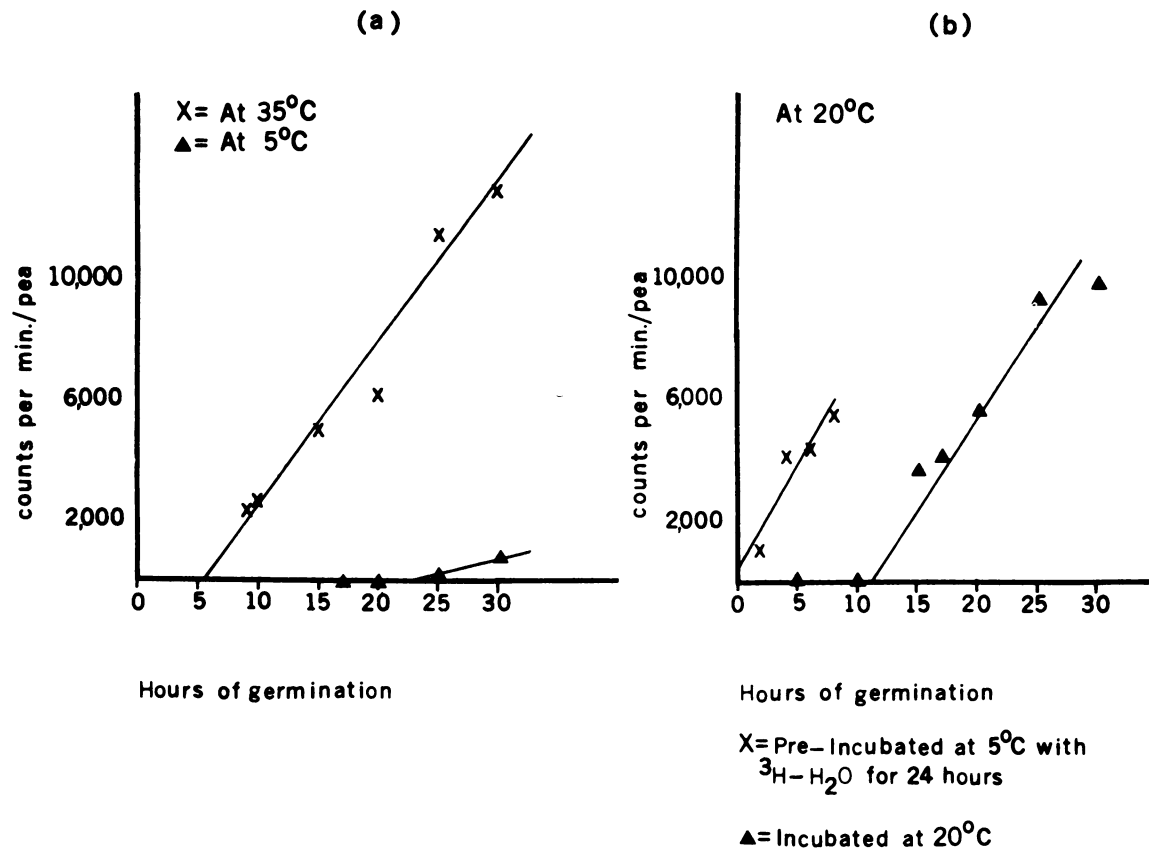 (a)
X= At 35°C
▲= At 5°C
counts per min./pea
10,000
6,000
2,000
0 5 10 15 20 25 30
Hours of germination
(b)
At 20°C
counts per min./pea
10,000
6,000
2,000
0 5 10 15 20 25 30
Hours of germination
X=Pre-Incubated at 5°C with
³H-H₂O for 24 hours
▲=Incubated at 20°C